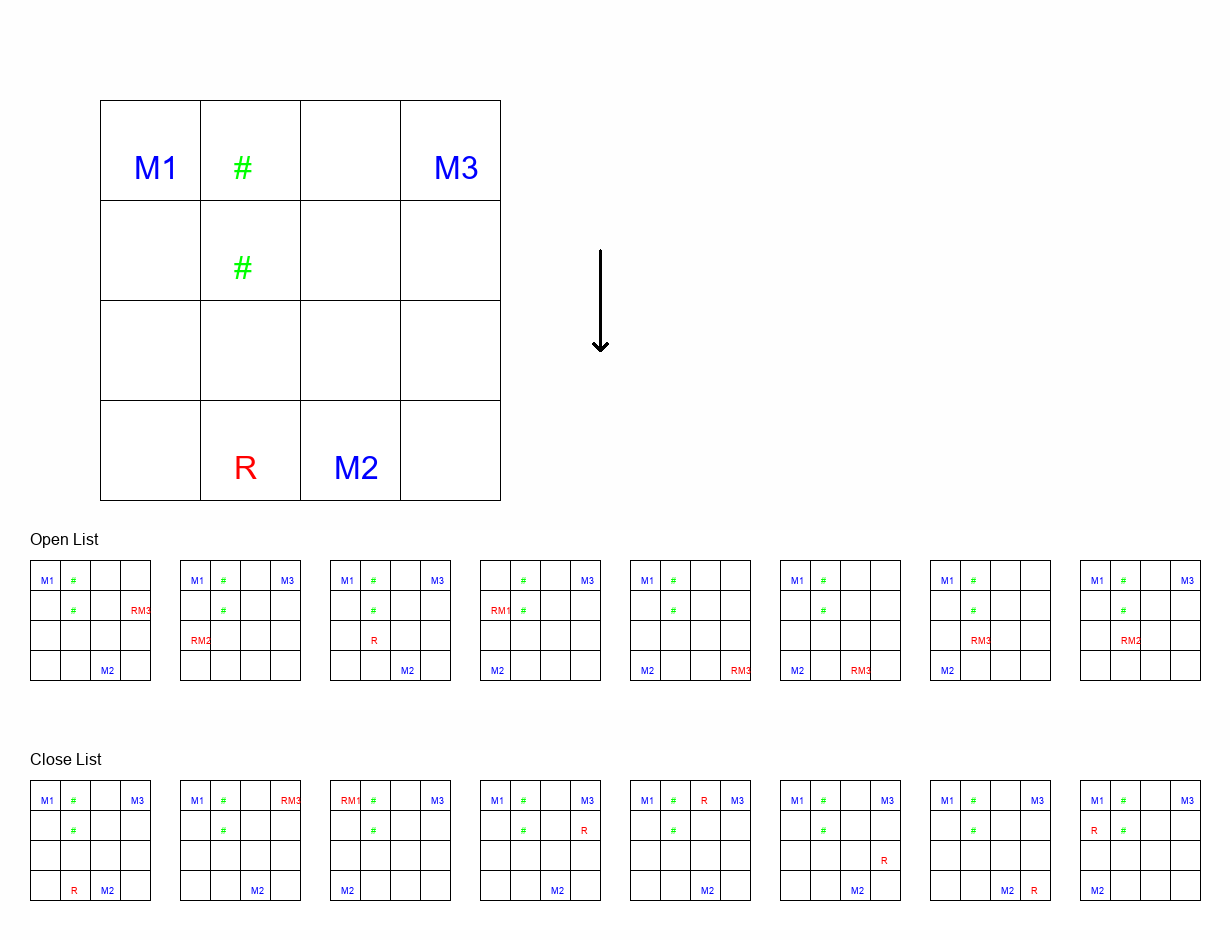 M1 # M3
#
R M2
Open List
M1 # M1 # M3 M1 # M3 # M3 M1 # M1 # M1 # M1 # M3
# RM3 # # RM1 # # # # #
RM2 R RM3 RM2
M2 M2 M2 M2 RM3 M2 RM3 M2
Close List
M1 # M3 M1 # RM3 RM1 # M3 M1 # M3 M1 # R M3 M1 # M3 M1 # M3 M1 # M3
# # # # R # # # R #
R
R M2 M2 M2 M2 M2 M2 M2 R M2